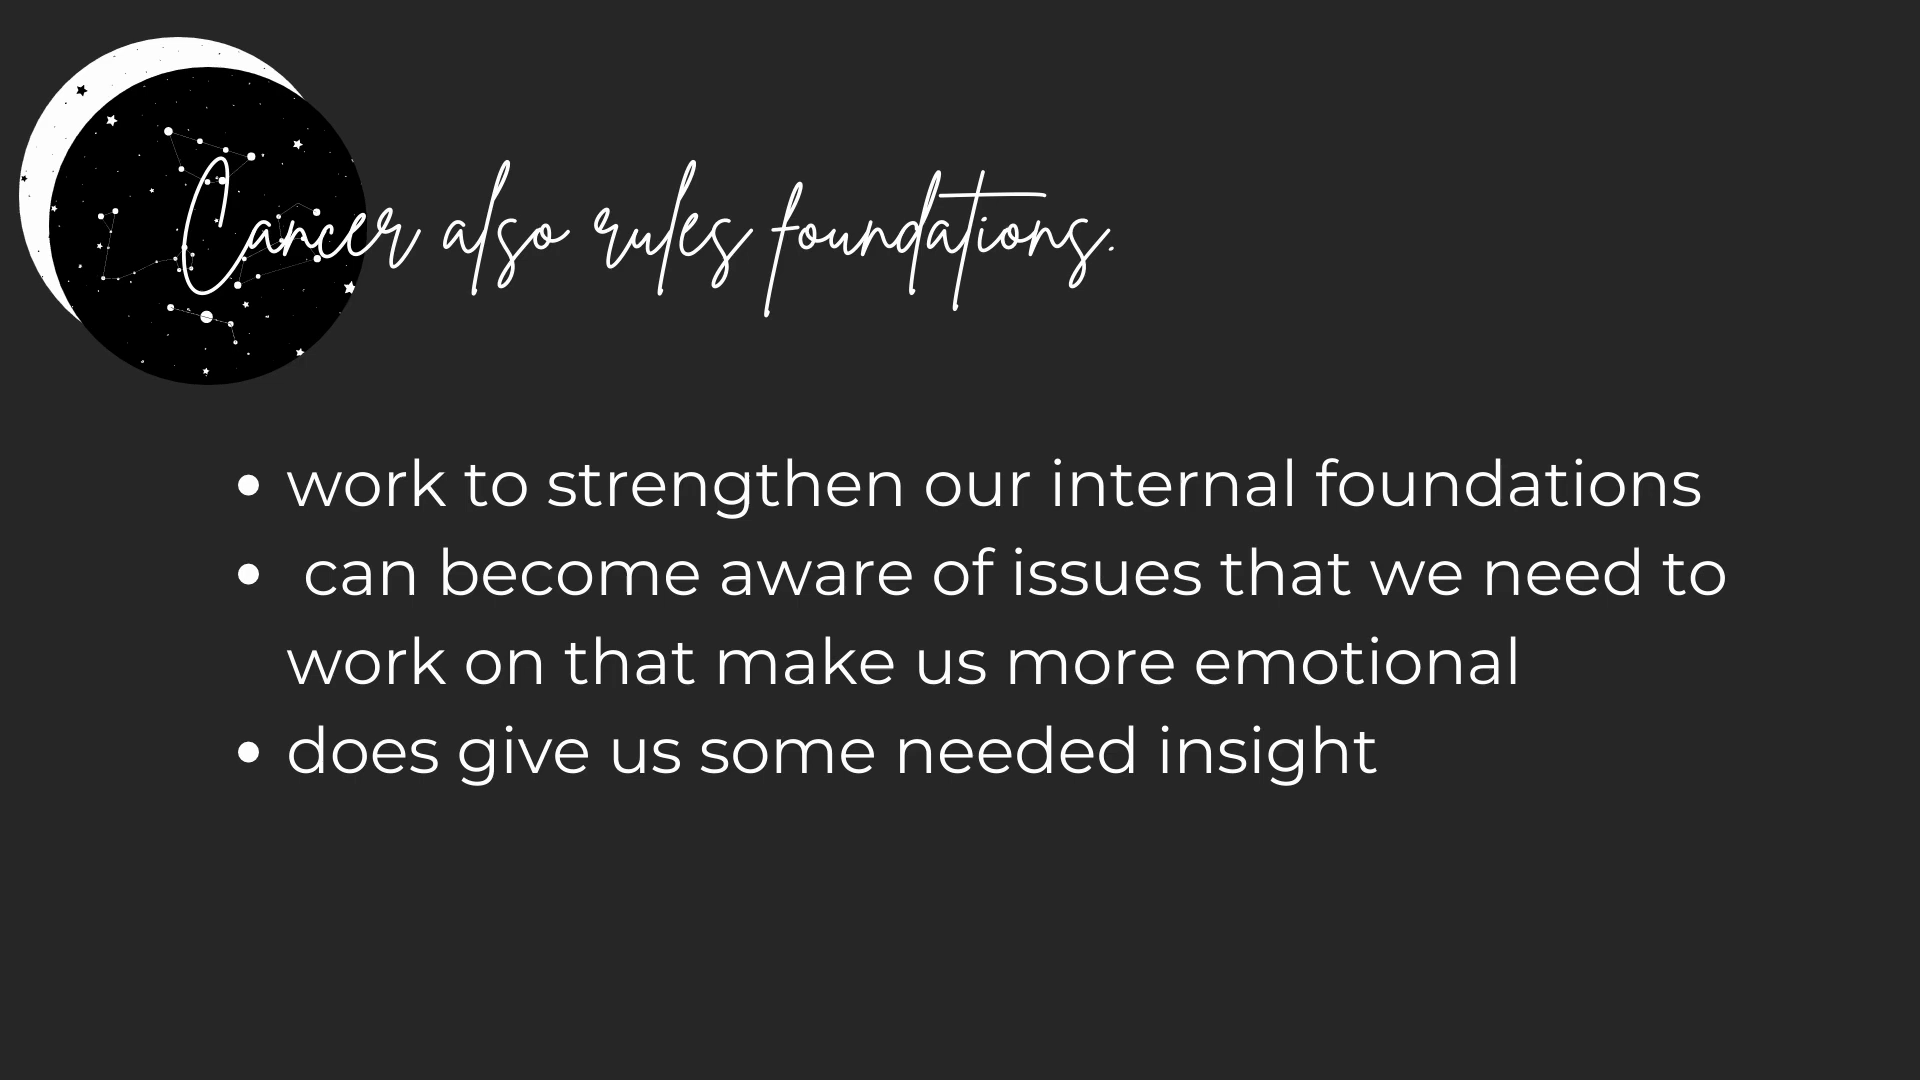 Cancer also rules foundations.
• work to strengthen our internal foundations
• can become aware of issues that we need to
work on that make us more emotional
• does give us some needed insight